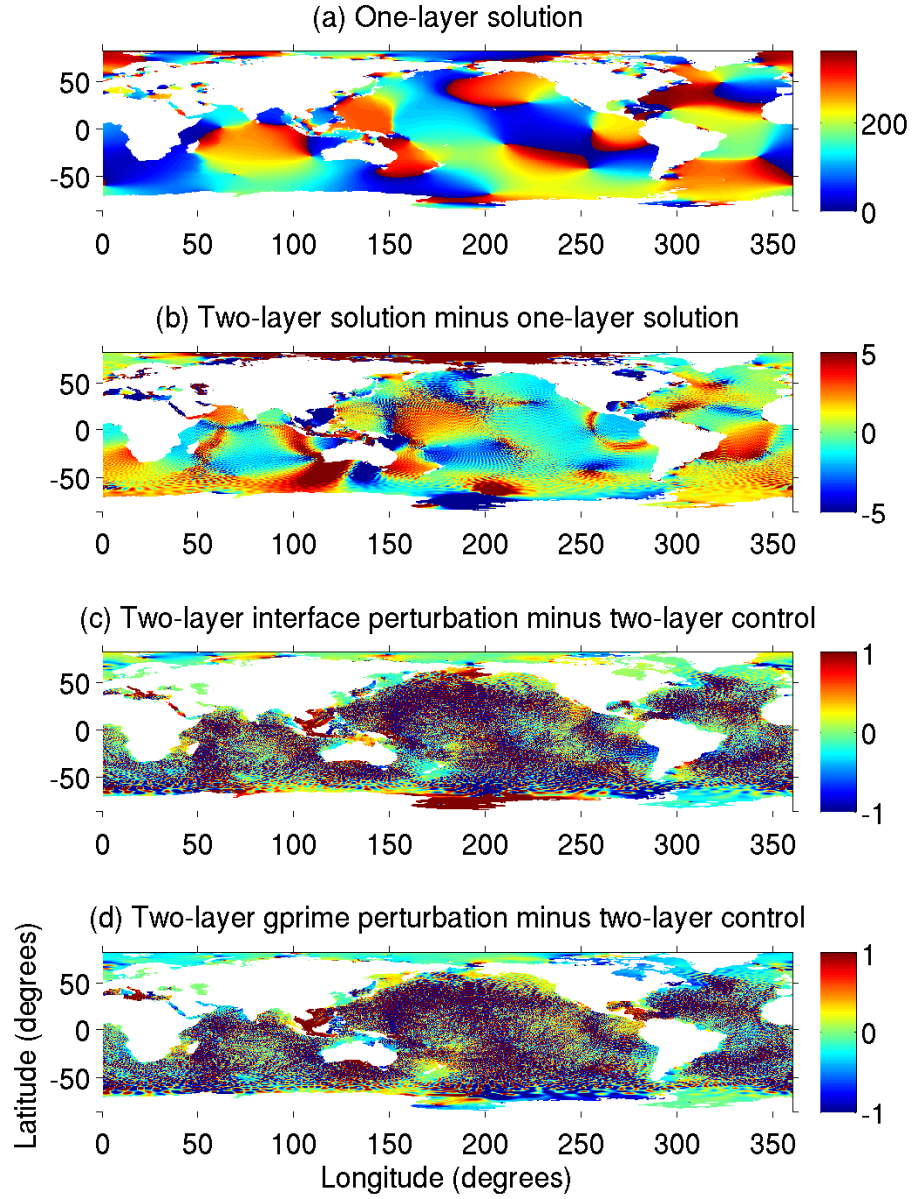 (a) One-layer solution
50
0
-50
200
0
0 50 100 150 200 250 300 350
(b) Two-layer solution minus one-layer solution
50
0
-50
5
0
-5
0 50 100 150 200 250 300 350
(c) Two-layer interface perturbation minus two-layer control
50
0
-50
1
0
-1
0 50 100 150 200 250 300 350
(d) Two-layer gprime perturbation minus two-layer control
50
0
-50
1
0
-1
0 50 100 150 200 250 300 350
Latitude (degrees)
Longitude (degrees)